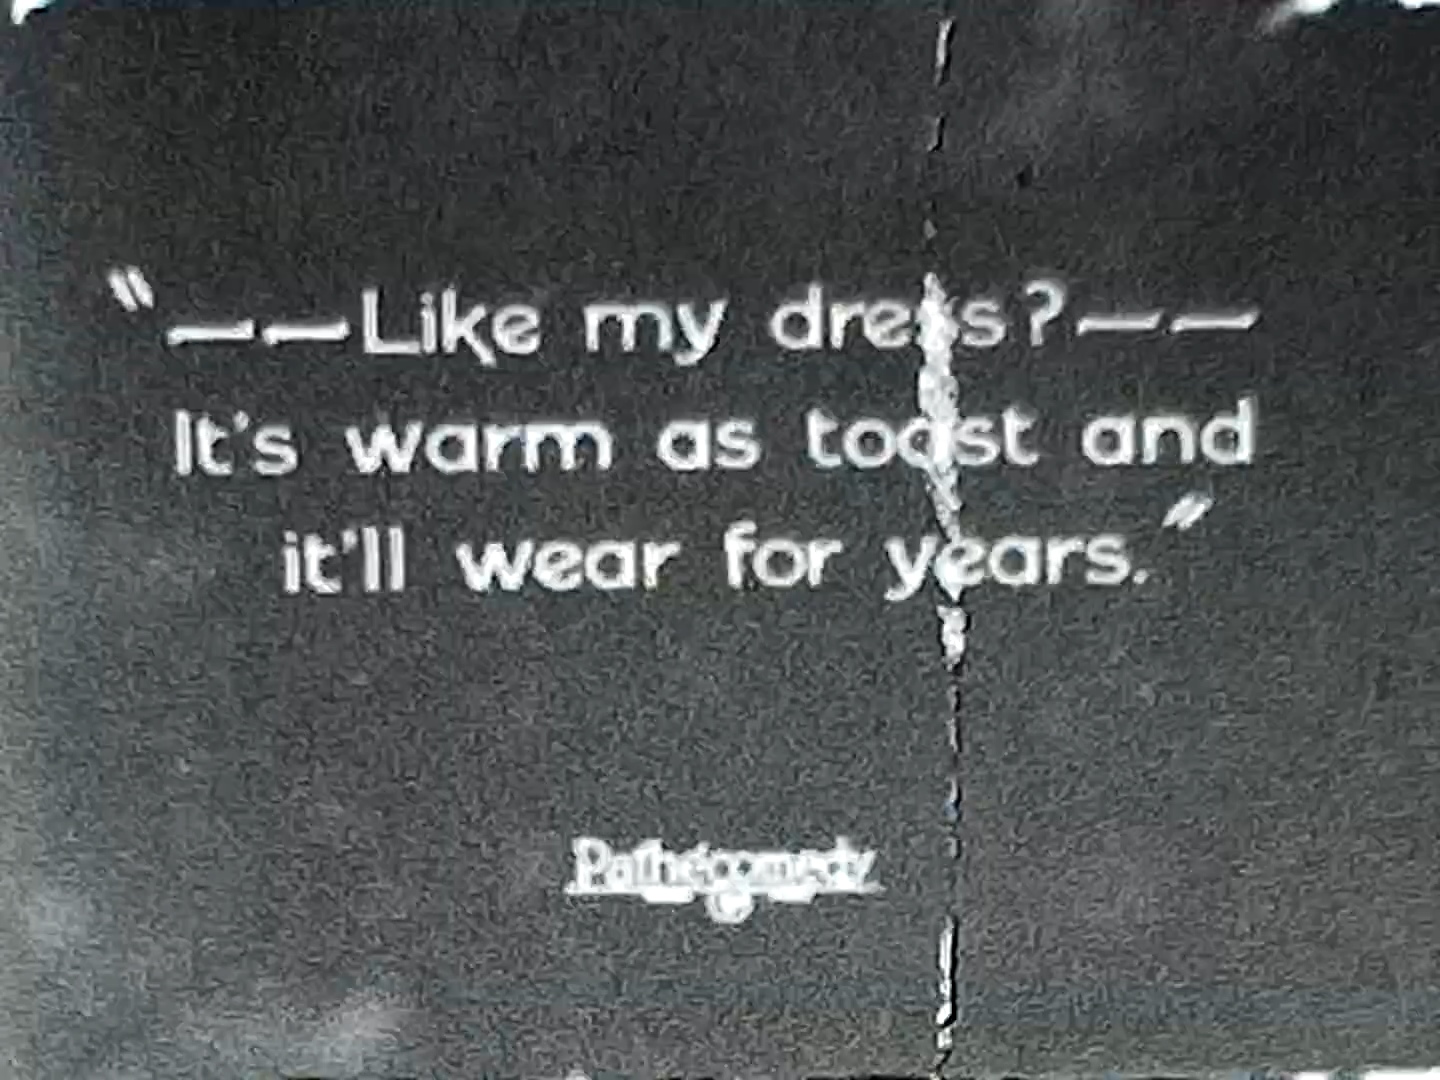 "——Like my dress?——
It's warm as toast and
it'll wear for years."
Pathécomedy